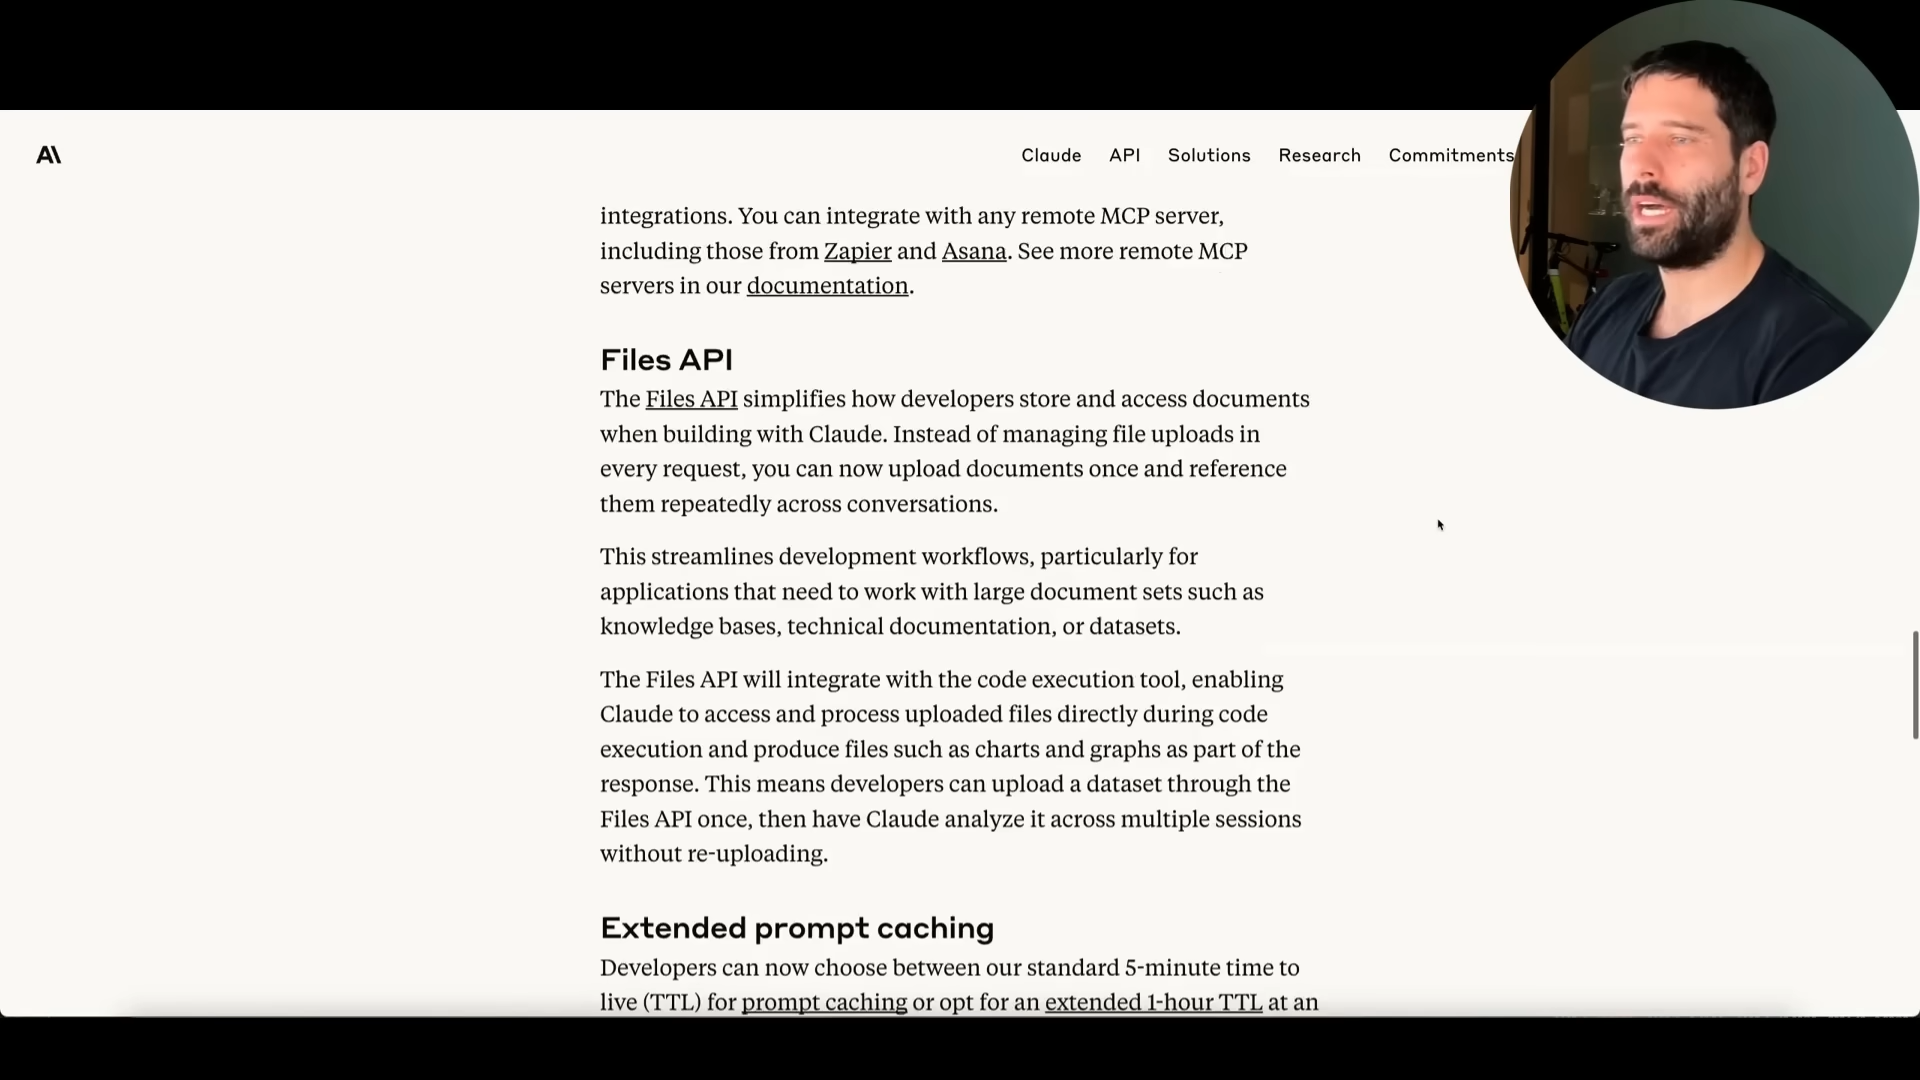 A\
Claude API Solutions Research Commitments
integrations. You can integrate with any remote MCP server,
including those from Zapier and Asana. See more remote MCP
servers in our documentation.
Files API
The Files API simplifies how developers store and access documents
when building with Claude. Instead of managing file uploads in
every request, you can now upload documents once and reference
them repeatedly across conversations.
This streamlines development workflows, particularly for
applications that need to work with large document sets such as
knowledge bases, technical documentation, or datasets.
The Files API will integrate with the code execution tool, enabling
Claude to access and process uploaded files directly during code
execution and produce files such as charts and graphs as part of the
response. This means developers can upload a dataset through the
Files API once, then have Claude analyze it across multiple sessions
without re-uploading.
Extended prompt caching
Developers can now choose between our standard 5-minute time to
live (TTL) for prompt caching or opt for an extended 1-hour TTL at an